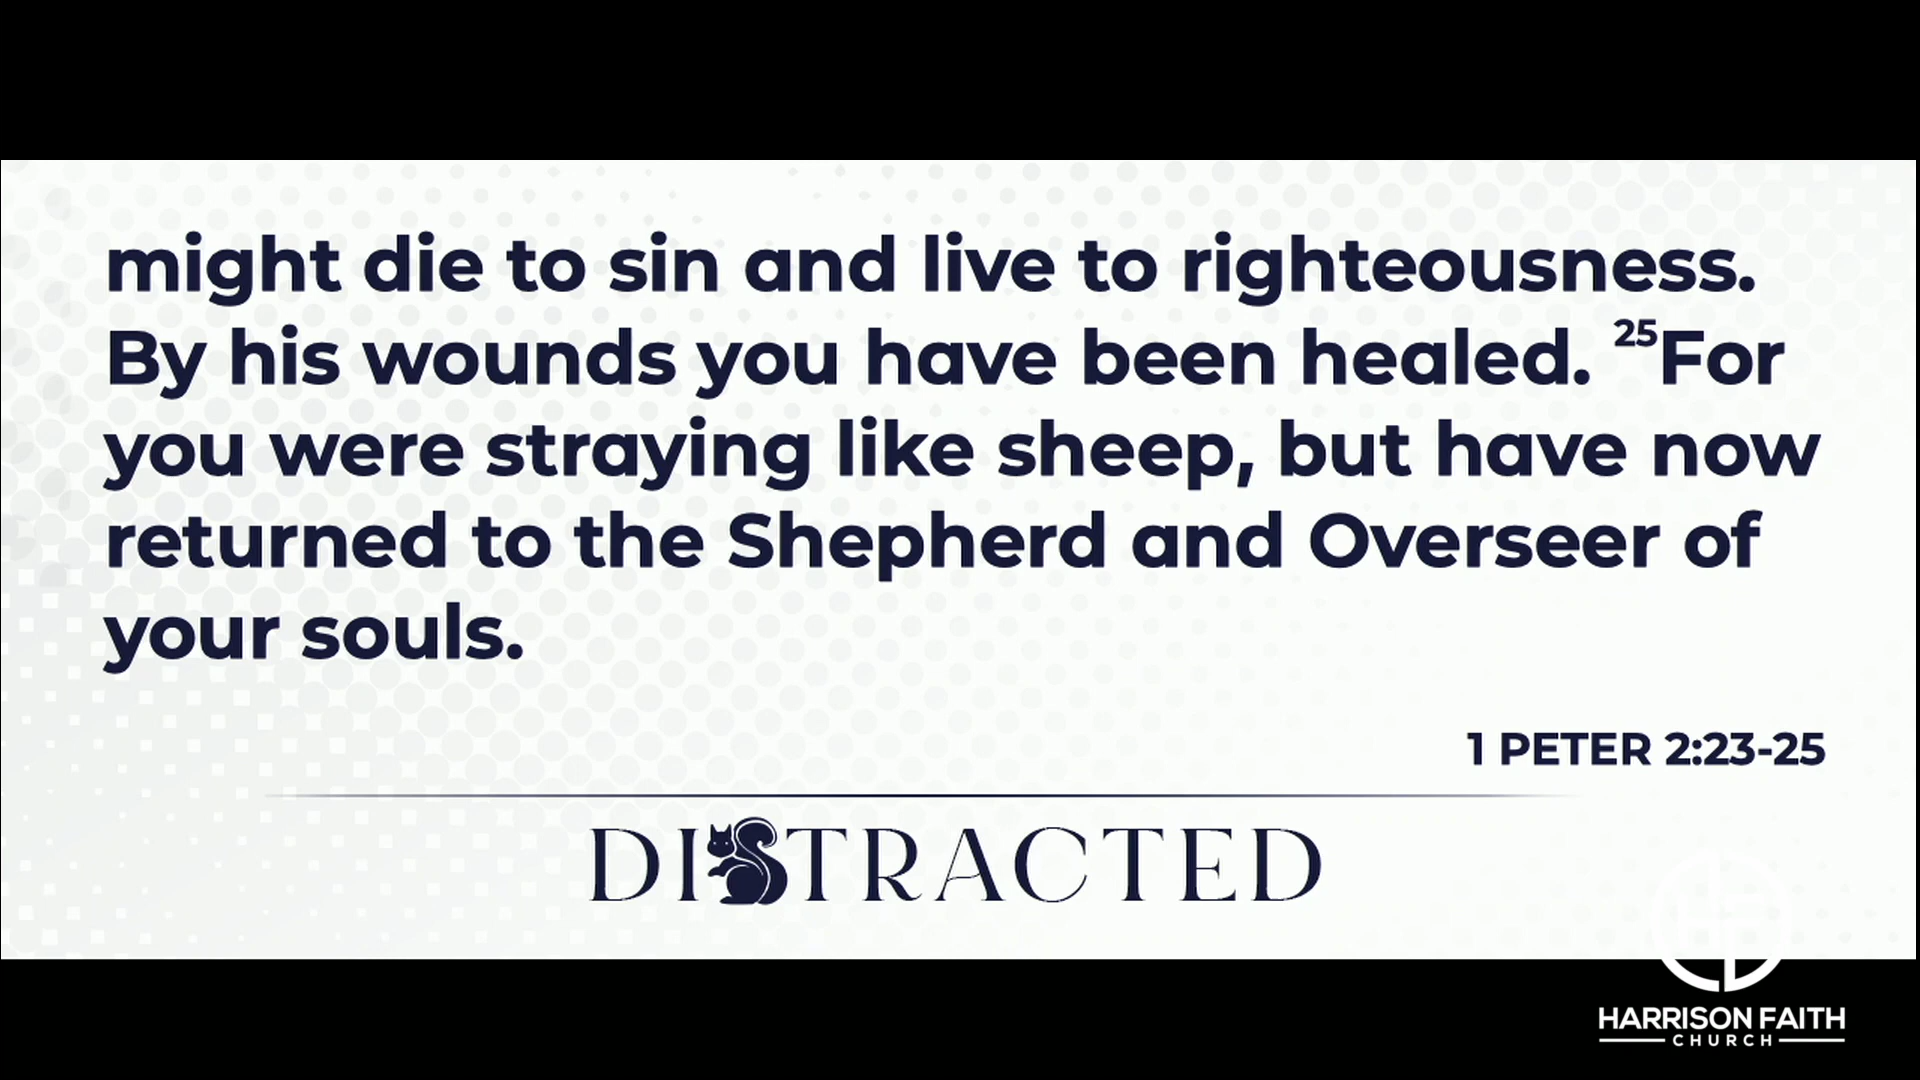 might die to sin and live to righteousness.
By his wounds you have been healed. ²⁵For
you were straying like sheep, but have now
returned to the Shepherd and Overseer of
your souls.
1 PETER 2:23-25
DISTRACTED
HARRISON FAITH
CHURCH